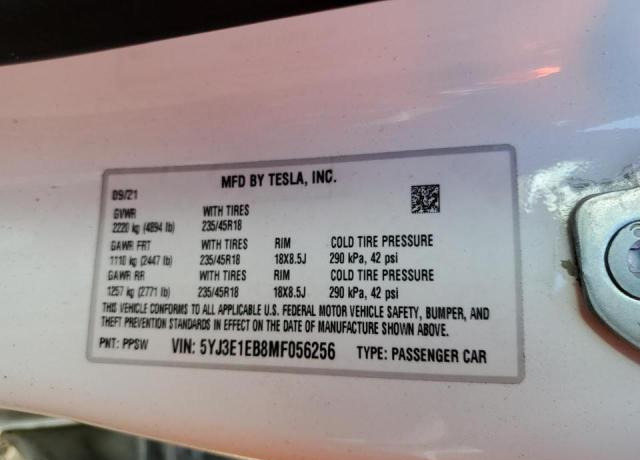 MFD BY TESLA, INC.
09/21
GVWR WITH TIRES
2220 kg (4894 lb) 235/45R18
GAWR FRT WITH TIRES RIM COLD TIRE PRESSURE
1110 kg (2447 lb) 235/45R18 18X8.5J 290 kPa, 42 psi
GAWR RR WITH TIRES RIM COLD TIRE PRESSURE
1257 kg (2771 lb) 235/45R18 18X8.5J 290 kPa, 42 psi
THIS VEHICLE CONFORMS TO ALL APPLICABLE U.S. FEDERAL MOTOR VEHICLE SAFETY, BUMPER, AND
THEFT PREVENTION STANDARDS IN EFFECT ON THE DATE OF MANUFACTURE SHOWN ABOVE.
PNT: PPSW VIN: 5YJ3E1EB8MF056256 TYPE: PASSENGER CAR